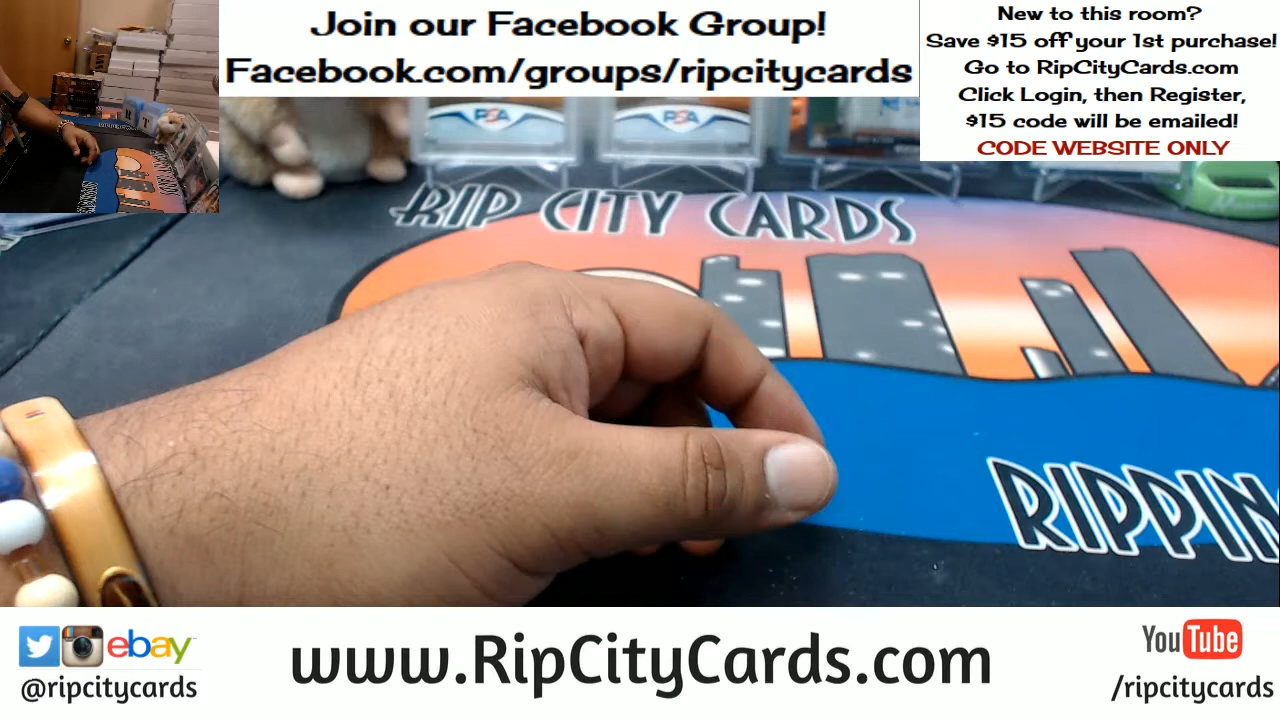 Join our Facebook Group!
Facebook.com/groups/ripcitycards
New to this room?
Save $15 off your 1st purchase!
Go to RipCityCards.com
Click Login, then Register,
$15 code will be emailed!
CODE WEBSITE ONLY
PSA
PSA
RIP CITY CARDS
RIPPIN
ebay
@ripcitycards
www.RipCityCards.com
YouTube
/ripcitycards